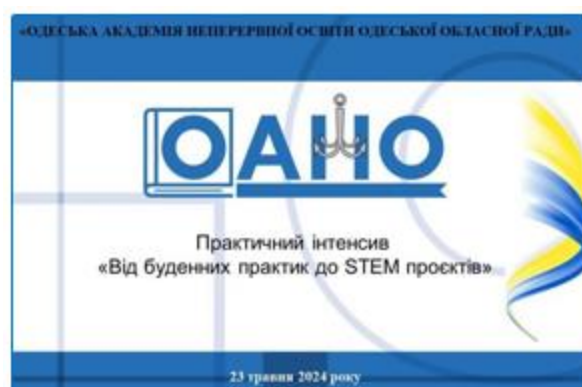 «ОДЕСЬКА АКАДЕМІЯ НЕПЕРЕРВНОЇ ОСВІТИ ОДЕСЬКОЇ ОБЛАСНОЇ РАДИ»
ОАНО
Практичний інтенсив
«Від буденних практик до STEM проєктів»
23 травня 2024 року